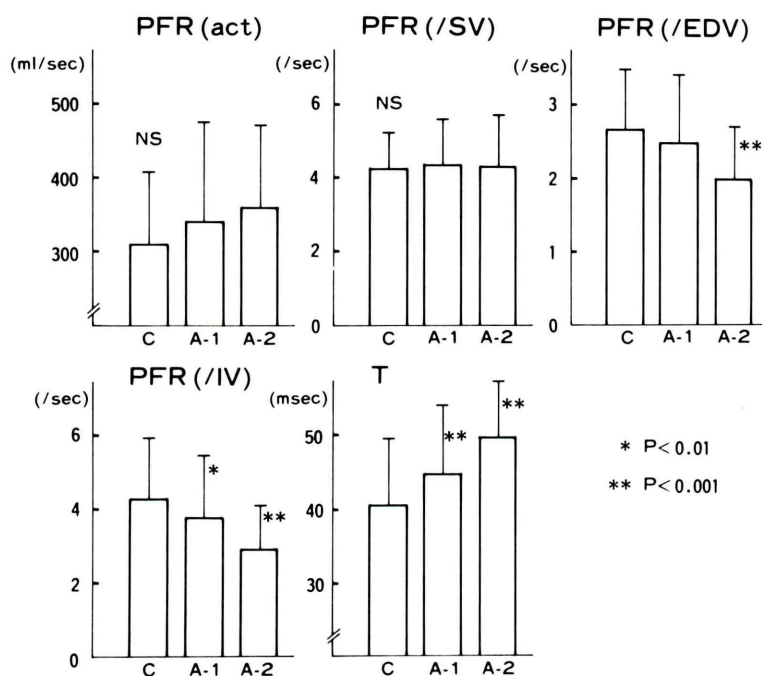 PFR (act)
(ml/sec)
500
400
300
NS
C A-1 A-2
PFR (/SV)
(/sec)
6
4
2
0
NS
C A-1 A-2
PFR (/EDV)
(/sec)
3
2
1
0
**
C A-1 A-2
PFR (/IV)
(/sec)
6
4
2
0
*
**
C A-1 A-2
T
(msec)
50
40
30
**
**
C A-1 A-2
* P< 0.01
** P< 0.001